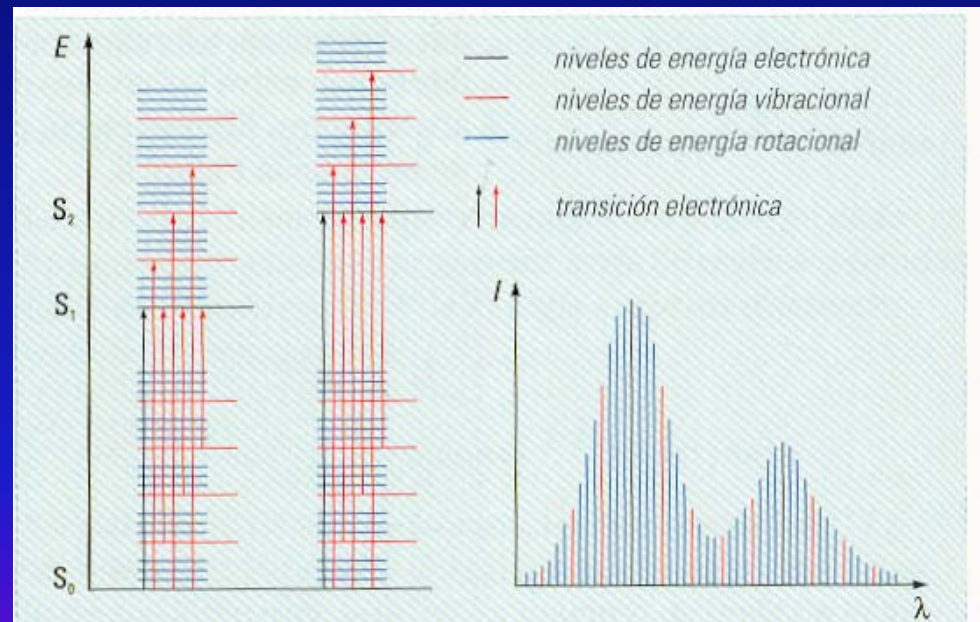 E
niveles de energía electrónica
niveles de energía vibracional
niveles de energía rotacional
transición electrónica
S₂
S₁
S₀
I
λ